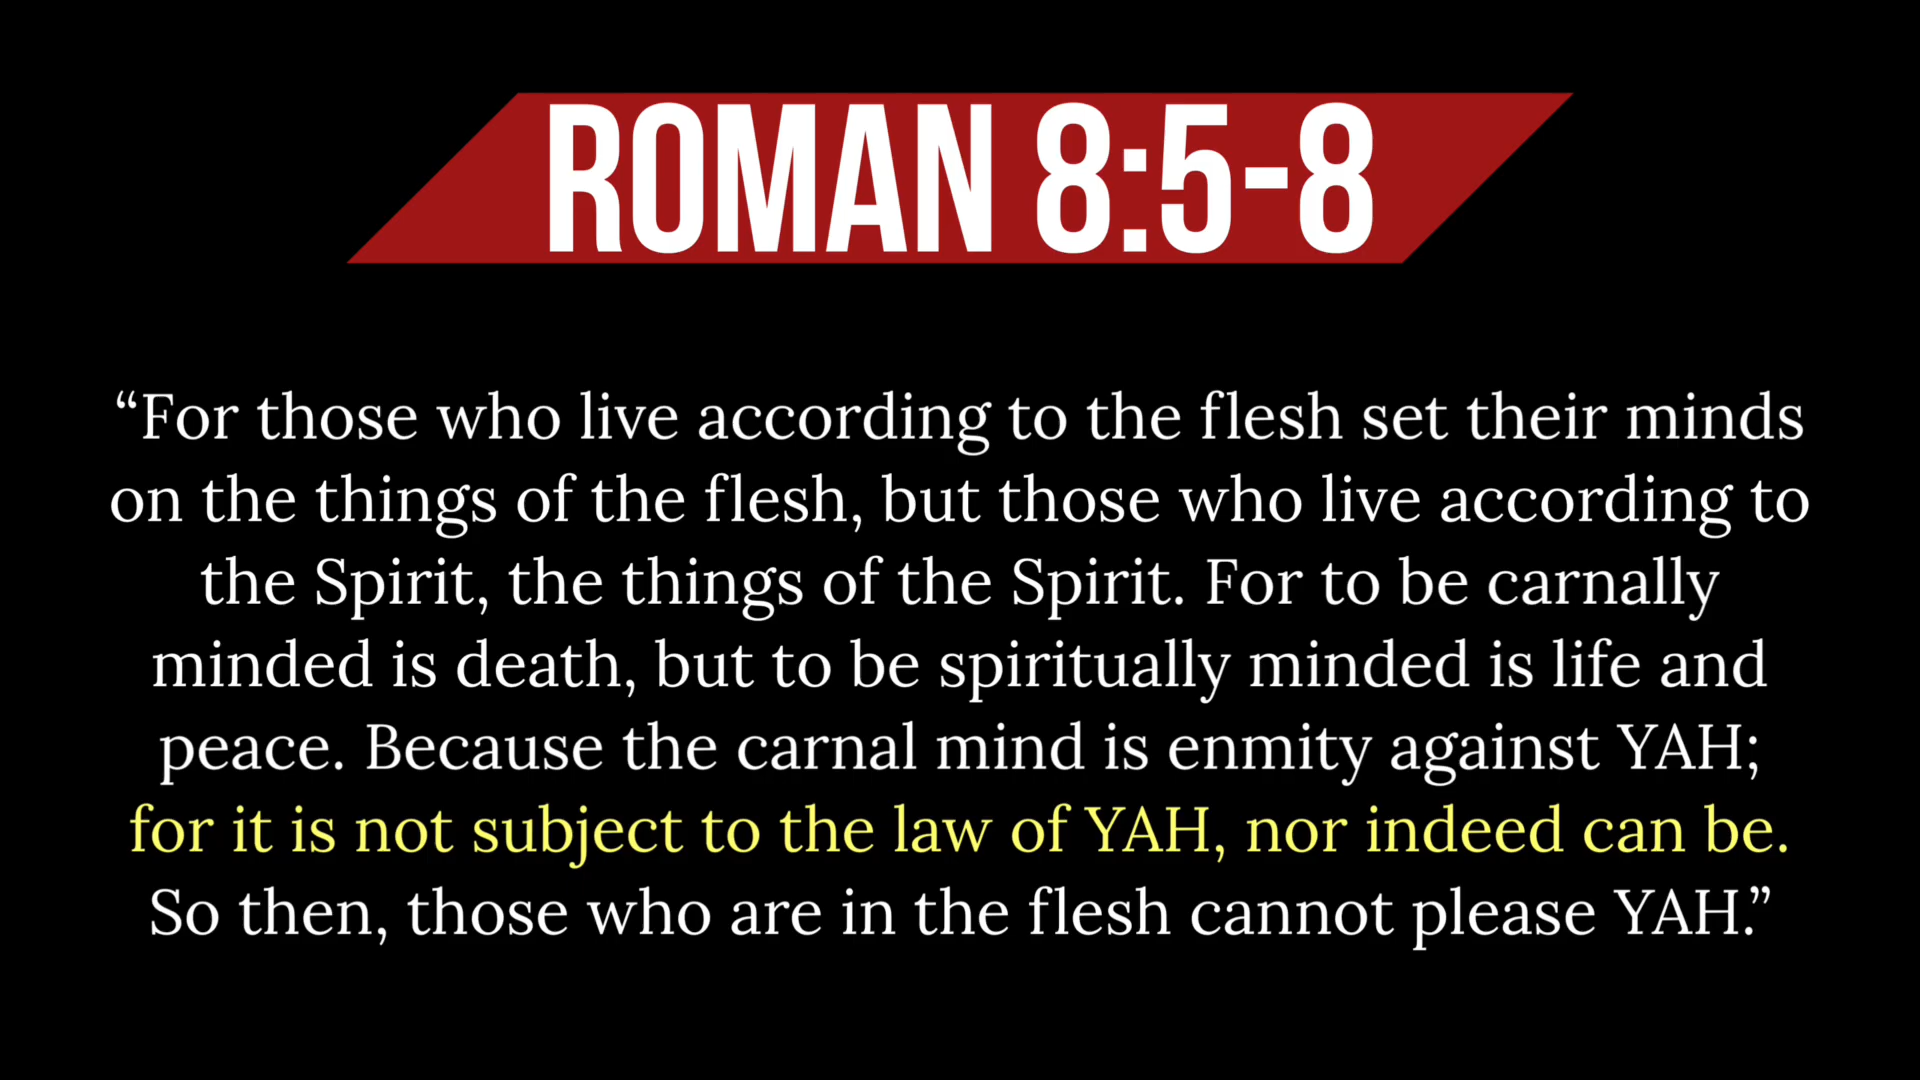 ROMAN 8:5-8
“For those who live according to the flesh set their minds
on the things of the flesh, but those who live according to
the Spirit, the things of the Spirit. For to be carnally
minded is death, but to be spiritually minded is life and
peace. Because the carnal mind is enmity against YAH;
for it is not subject to the law of YAH, nor indeed can be.
So then, those who are in the flesh cannot please YAH.”